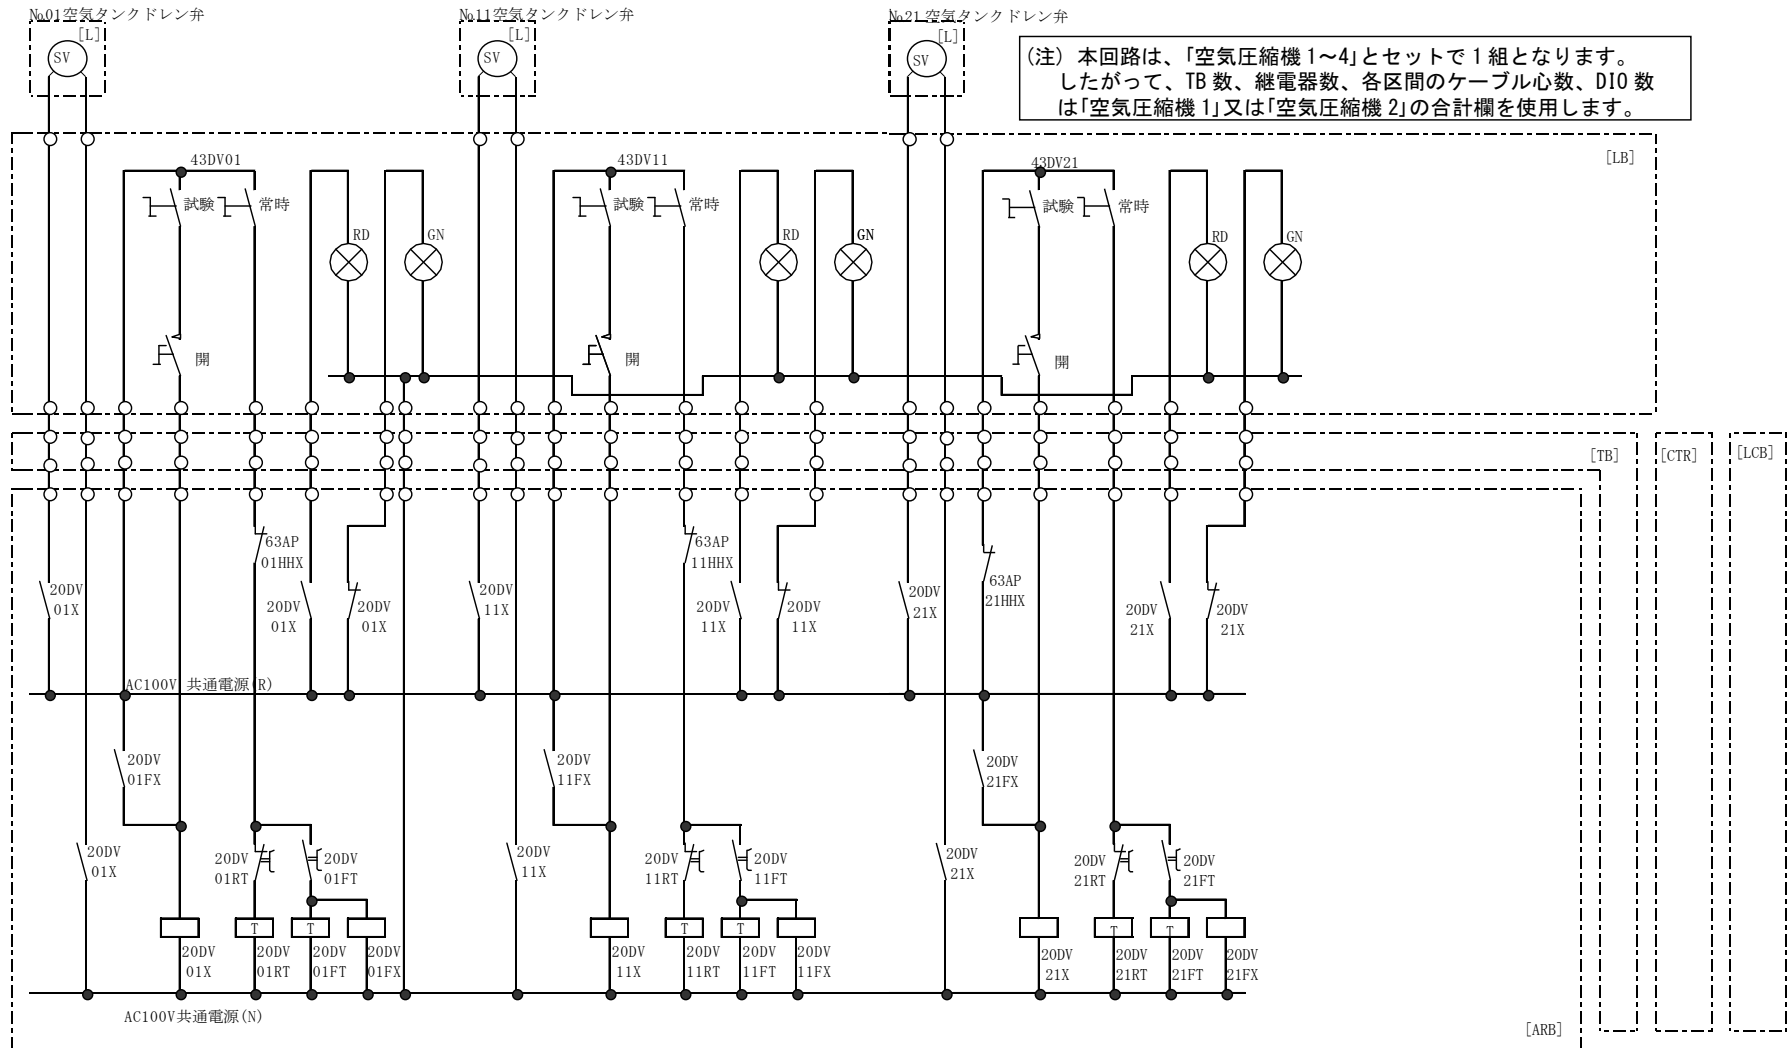 №01空気タンクドレン弁
№11空気タンクドレン弁
№21空気タンクドレン弁
[L]
[L]
[L]
SV
SV
SV
(注) 本回路は、｢空気圧縮機1～4｣とセットで1組となります。
したがって、TB数、継電器数、各区間のケーブル心数、DIO数
は｢空気圧縮機1｣又は｢空気圧縮機2｣の合計欄を使用します。
43DV01
43DV11
43DV21
[LB]
試験
常時
試験
常時
試験
常時
RD
GN
RD
GN
RD
GN
開
開
開
[TB]
[CTR]
[LCB]
63AP
01HHX
63AP
11HHX
63AP
21HHX
20DV
01X
20DV
01X
20DV
01X
20DV
11X
20DV
11X
20DV
11X
20DV
21X
20DV
21X
20DV
21X
AC100V 共通電源(R)
20DV
01FX
20DV
11FX
20DV
21FX
20DV
01X
20DV
01RT
20DV
01FT
20DV
11X
20DV
11RT
20DV
11FT
20DV
21X
20DV
21RT
20DV
21FT
T
T
T
T
T
T
20DV
01X
20DV
01RT
20DV
01FT
20DV
01FX
20DV
11X
20DV
11RT
20DV
11FT
20DV
11FX
20DV
21X
20DV
21RT
20DV
21FT
20DV
21FX
AC100V共通電源(N)
[ARB]